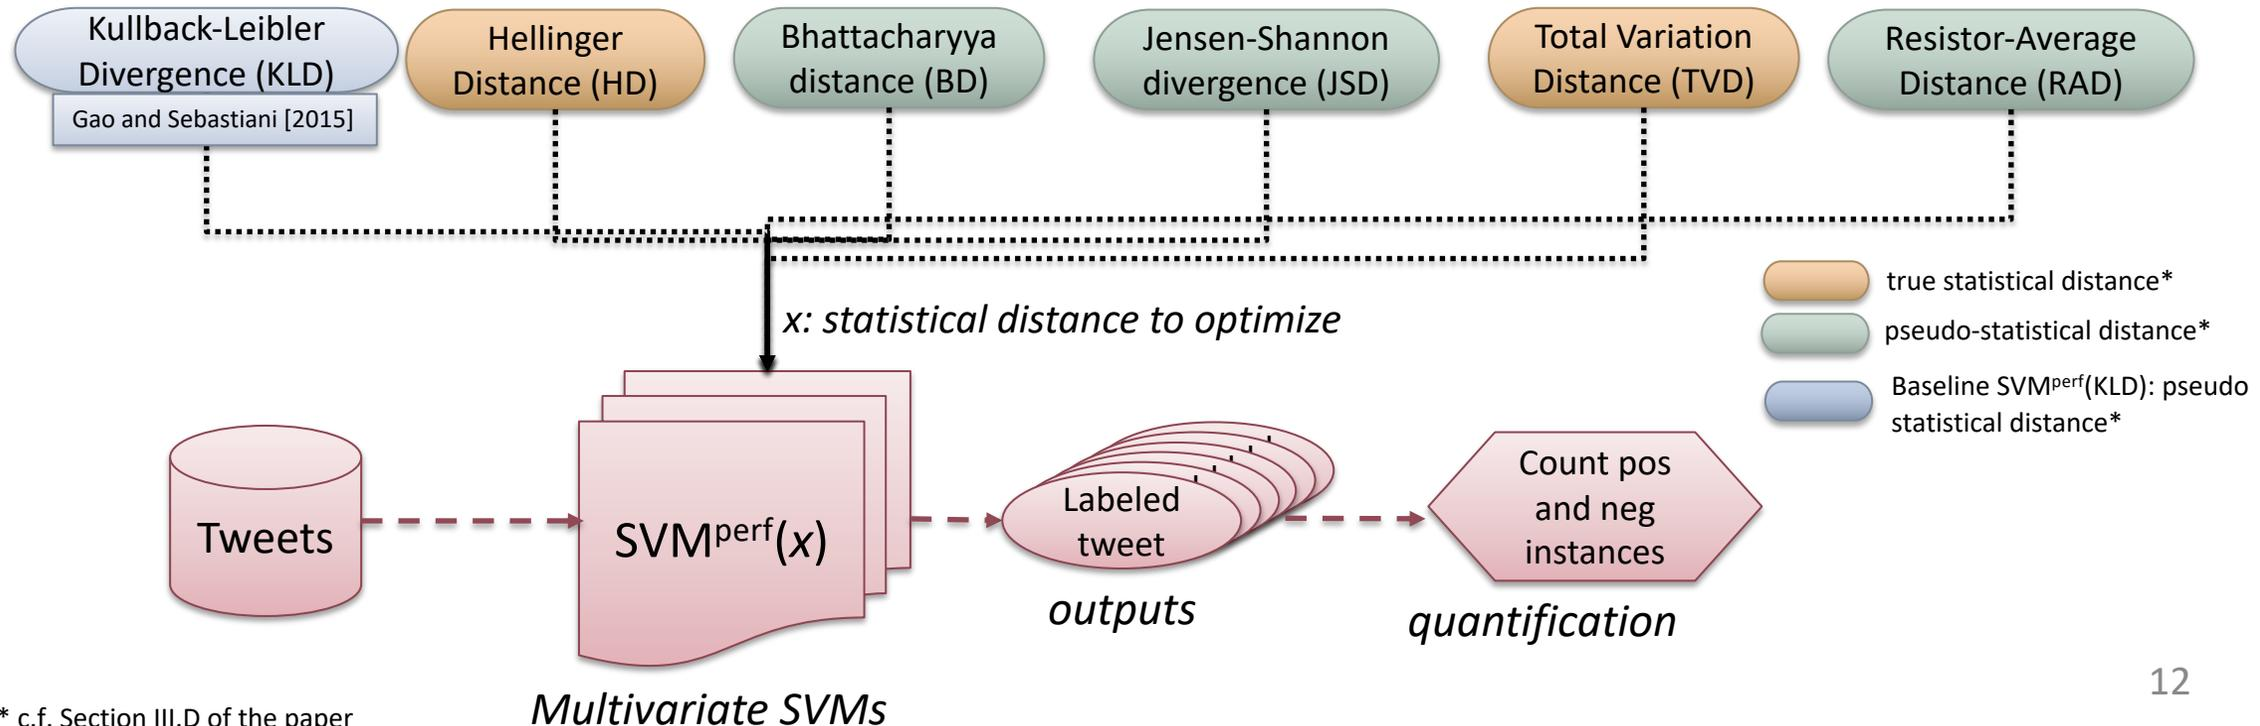 Kullback-Leibler
Divergence (KLD)
Gao and Sebastiani [2015]
Hellinger
Distance (HD)
Bhattacharyya
distance (BD)
Jensen-Shannon
divergence (JSD)
Total Variation
Distance (TVD)
Resistor-Average
Distance (RAD)
x: statistical distance to optimize
true statistical distance*
pseudo-statistical distance*
Baseline SVMperf(KLD): pseudo
statistical distance*
Tweets
SVMperf(x)
Multivariate SVMs
Labeled
tweet
outputs
Count pos
and neg
instances
quantification
* c.f. Section III.D of the paper
12